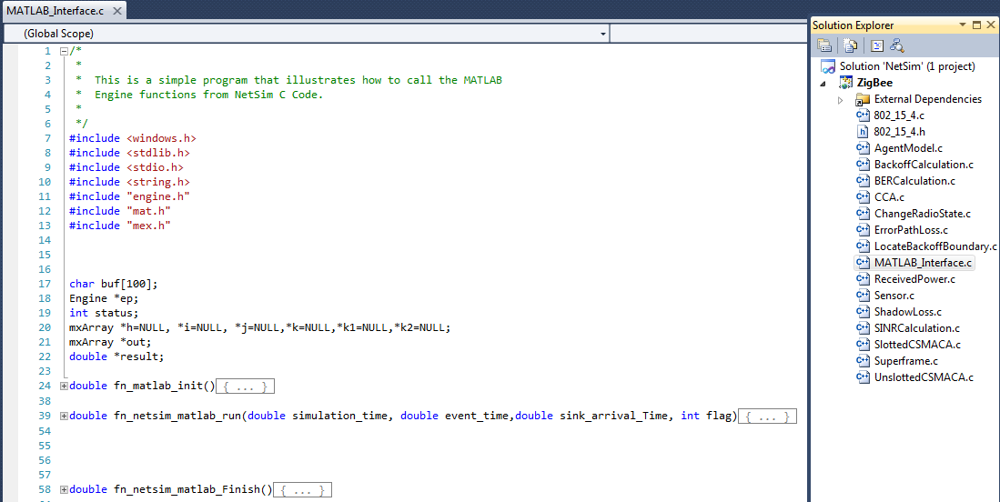 MATLAB_Interface.c
(Global Scope)
1 /*
2 *
3 * This is a simple program that illustrates how to call the MATLAB
4 * Engine functions from NetSim C Code.
5 *
6 */
7 #include <windows.h>
8 #include <stdlib.h>
9 #include <stdio.h>
10 #include <string.h>
11 #include "engine.h"
12 #include "mat.h"
13 #include "mex.h"
14
15
16
17 char buf[100];
18 Engine *ep;
19 int status;
20 mxArray *h=NULL, *i=NULL, *j=NULL,*k=NULL,*k1=NULL,*k2=NULL;
21 mxArray *out;
22 double *result;
23
24 double fn_matlab_init(){ ... }
38
39 double fn_netsim_matlab_run(double simulation_time, double event_time,double sink_arrival_Time, int flag){ ... }
54
55
56
57
58 double fn_netsim_matlab_Finish(){ ... }
Solution Explorer
Solution 'NetSim' (1 project)
ZigBee
External Dependencies
802_15_4.c
802_15_4.h
AgentModel.c
BackoffCalculation.c
BERCalculation.c
CCA.c
ChangeRadioState.c
ErrorPathLoss.c
LocateBackoffBoundary.c
MATLAB_Interface.c
ReceivedPower.c
Sensor.c
ShadowLoss.c
SINRCalculation.c
SlottedCSMACA.c
Superframe.c
UnslottedCSMACA.c